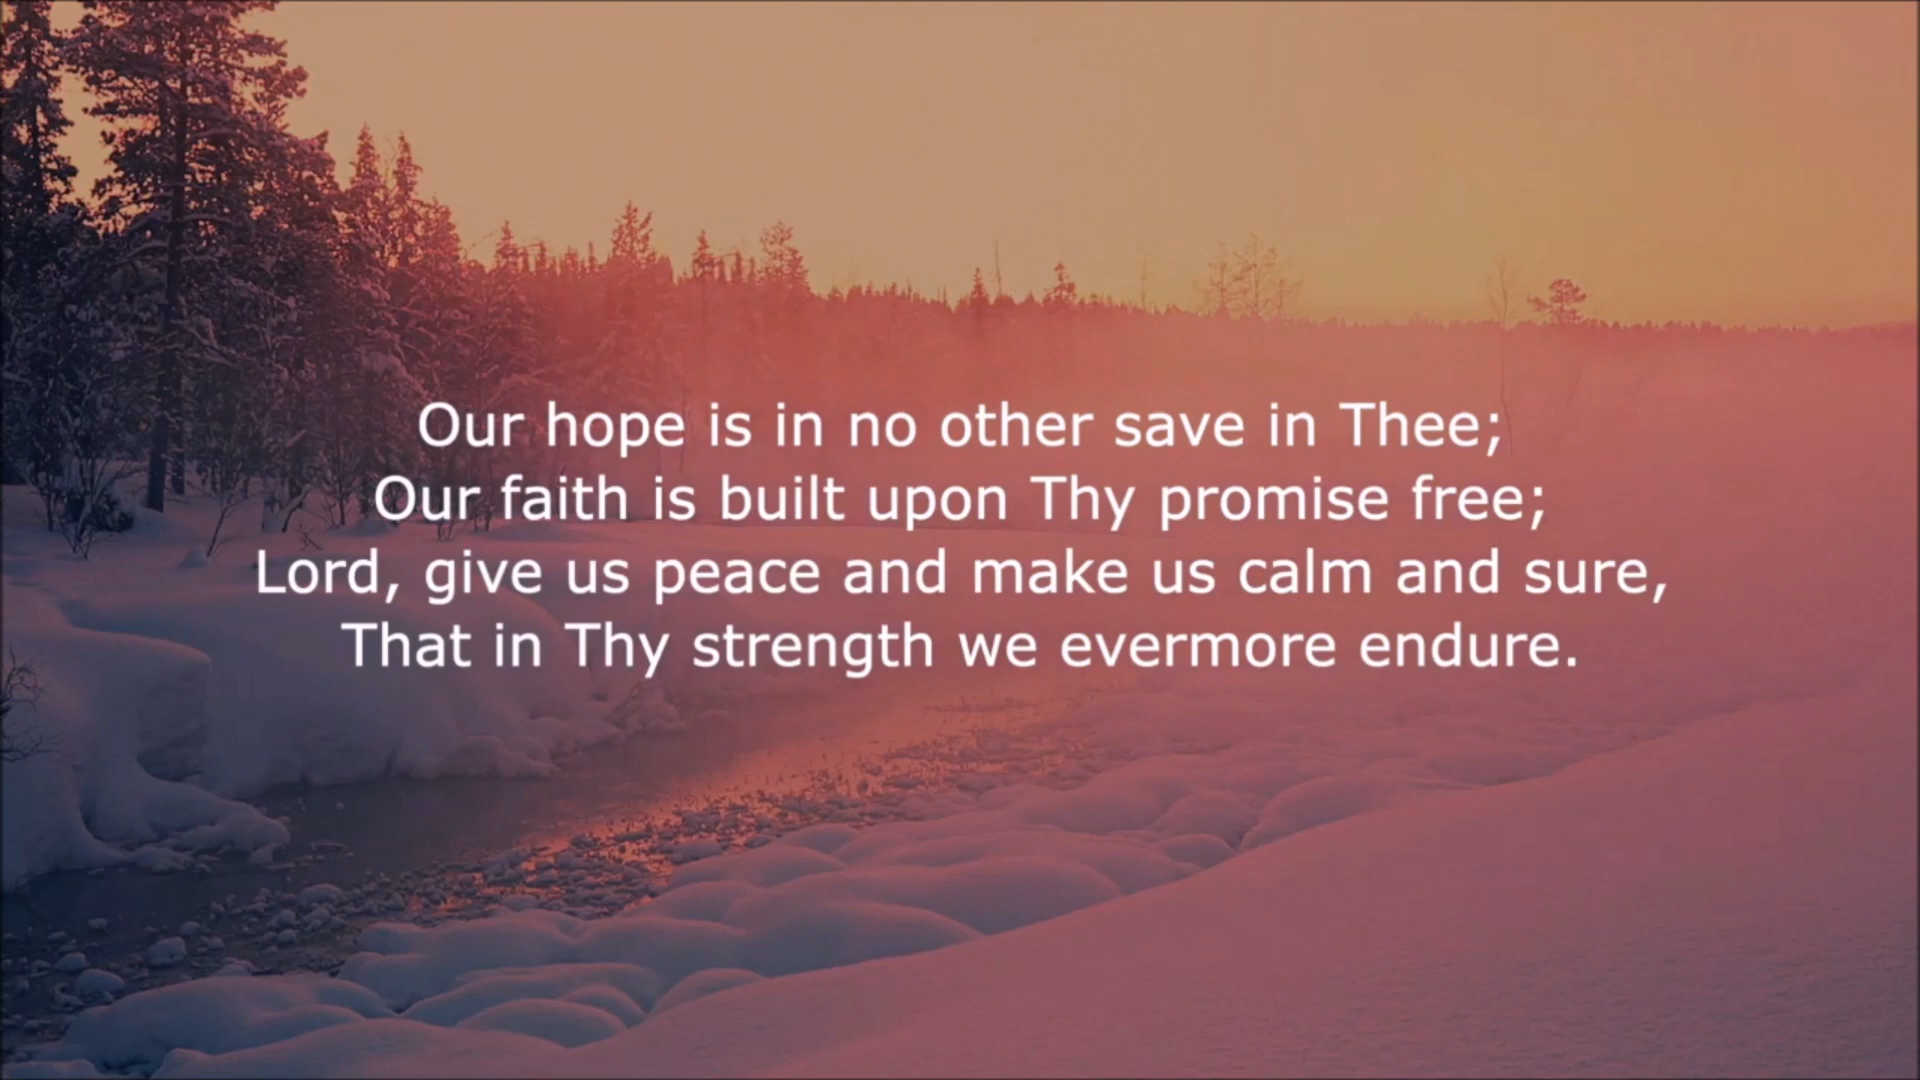 Our hope is in no other save in Thee;
Our faith is built upon Thy promise free;
Lord, give us peace and make us calm and sure,
That in Thy strength we evermore endure.